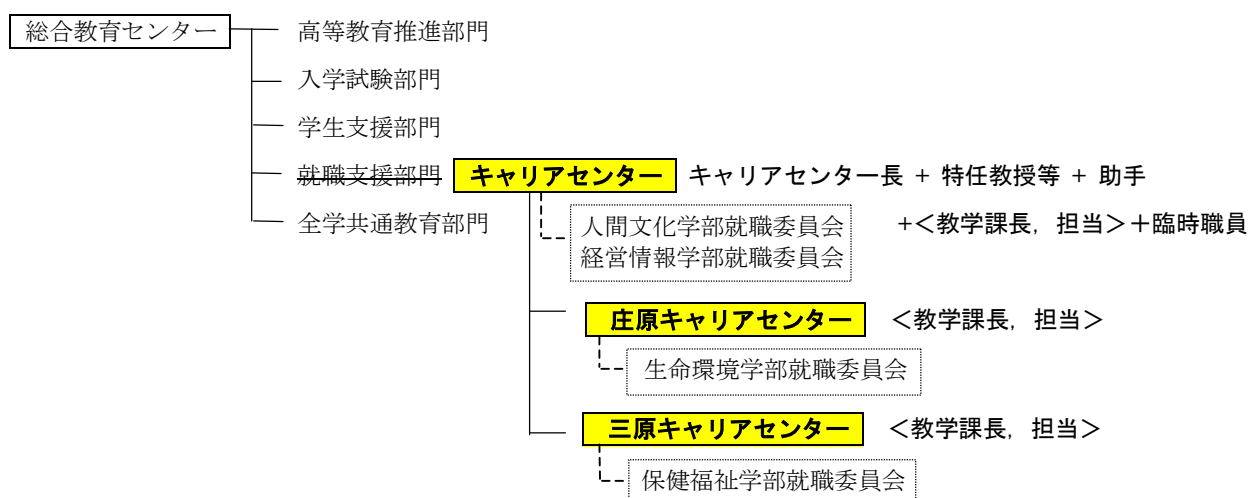 総合教育センター 高等教育推進部門
入学試験部門
学生支援部門
就職支援部門 キャリアセンター キャリアセンター長 + 特任教授等 + 助手
全学共通教育部門 人間文化学部就職委員会 +<教学課長,担当>+臨時職員
経営情報学部就職委員会
庄原キャリアセンター <教学課長,担当>
生命環境学部就職委員会
三原キャリアセンター <教学課長,担当>
保健福祉学部就職委員会